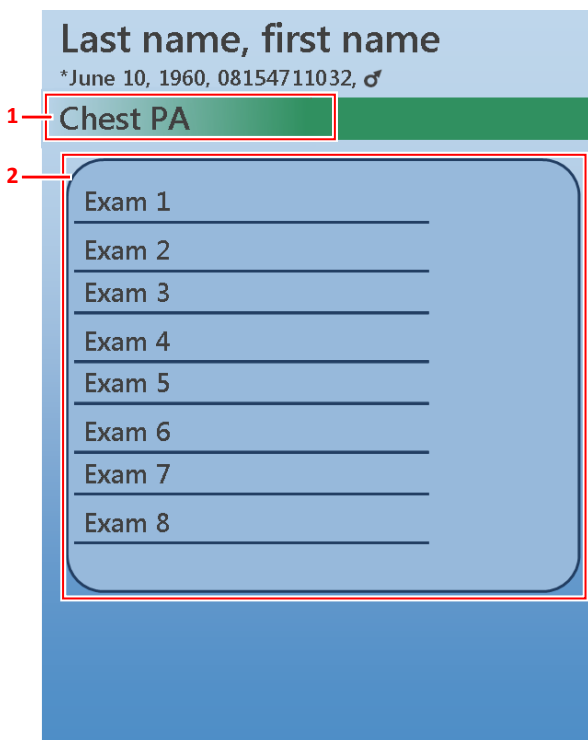 Last name, first name
*June 10, 1960, 08154711032, ♂
1 Chest PA
2
Exam 1
Exam 2
Exam 3
Exam 4
Exam 5
Exam 6
Exam 7
Exam 8